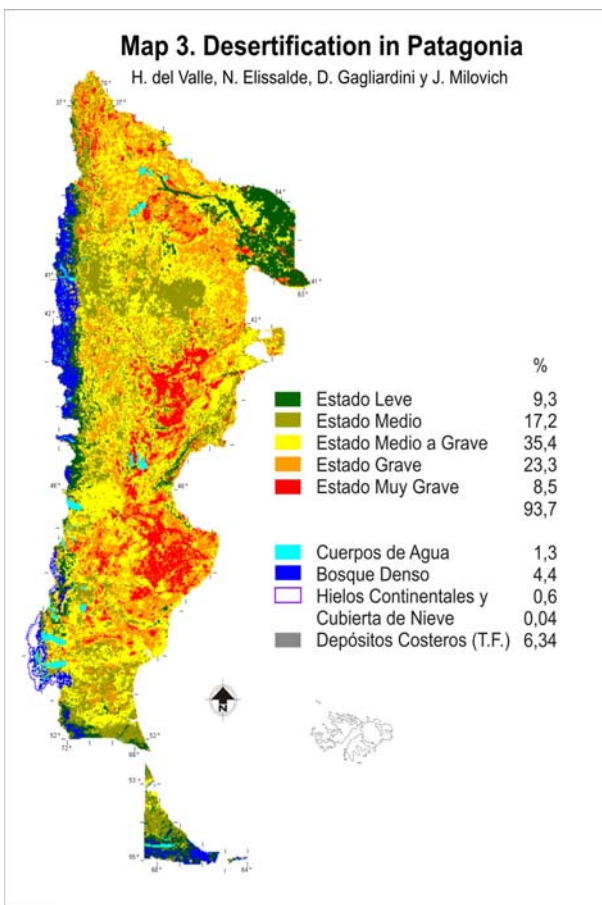 Map 3. Desertification in Patagonia
H. del Valle, N. Elissalde, D. Gagliardini y J. Milovich
%
Estado Leve 9,3
Estado Medio 17,2
Estado Medio a Grave 35,4
Estado Grave 23,3
Estado Muy Grave 8,5
93,7
Cuerpos de Agua 1,3
Bosque Denso 4,4
Hielos Continentales y 0,6
Cubierta de Nieve 0,04
Depósitos Costeros (T.F.) 6,34